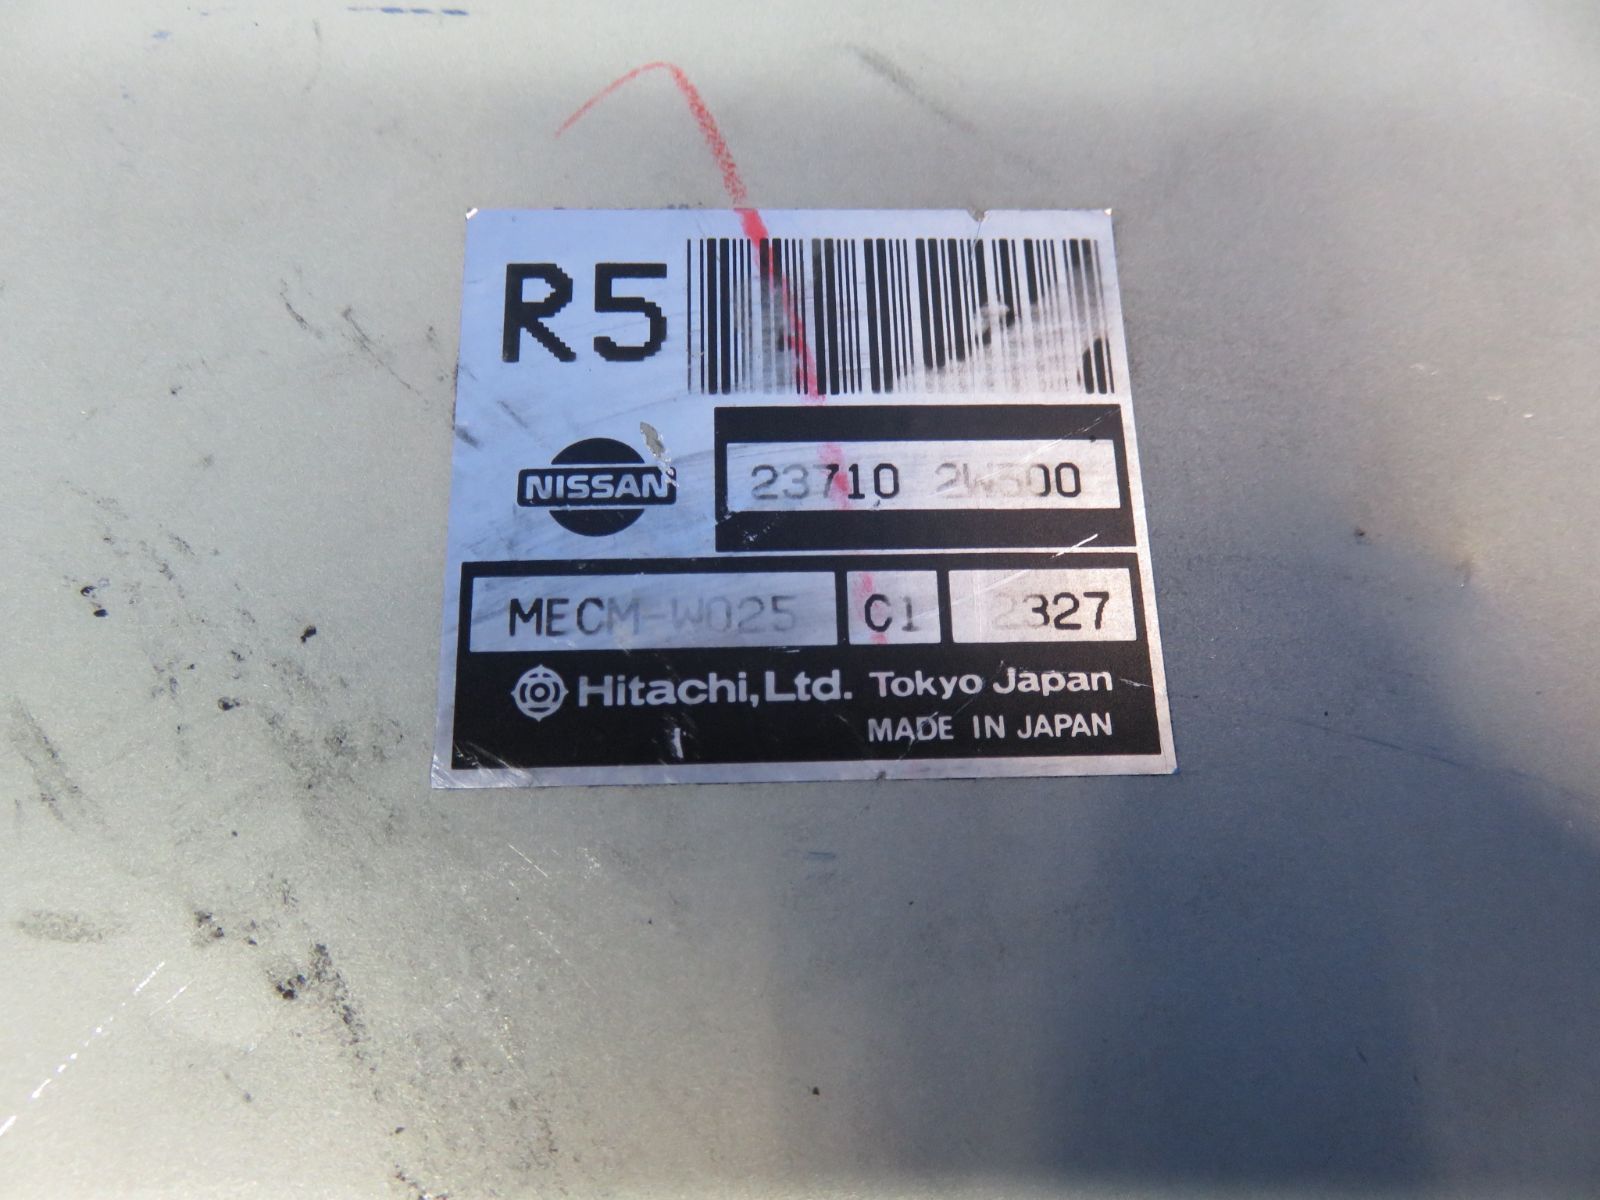 R5
NISSAN
23710 2W300
MECM-W025 C1 2327
Hitachi, Ltd. Tokyo Japan
MADE IN JAPAN